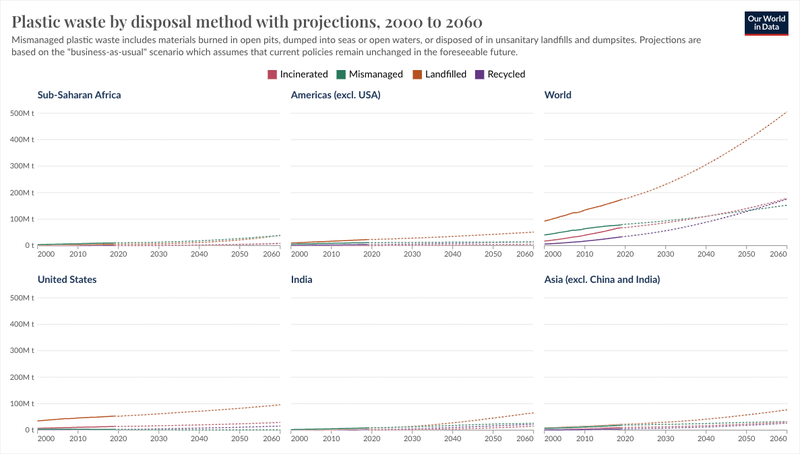 Plastic waste by disposal method with projections, 2000 to 2060
Our World
in Data
Mismanaged plastic waste includes materials burned in open pits, dumped into seas or open waters, or disposed of in unsanitary landfills and dumpsites. Projections are
based on the "business-as-usual" scenario which assumes that current policies remain unchanged in the foreseeable future.
Incinerated Mismanaged Landfilled Recycled
Sub-Saharan Africa Americas (excl. USA) World
500M t
400M t
300M t
200M t
100M t
0 t
2000 2010 2020 2030 2040 2050 2060 2000 2010 2020 2030 2040 2050 2060 2000 2010 2020 2030 2040 2050 2060
United States India Asia (excl. China and India)
500M t
400M t
300M t
200M t
100M t
0 t
2000 2010 2020 2030 2040 2050 2060 2000 2010 2020 2030 2040 2050 2060 2000 2010 2020 2030 2040 2050 2060